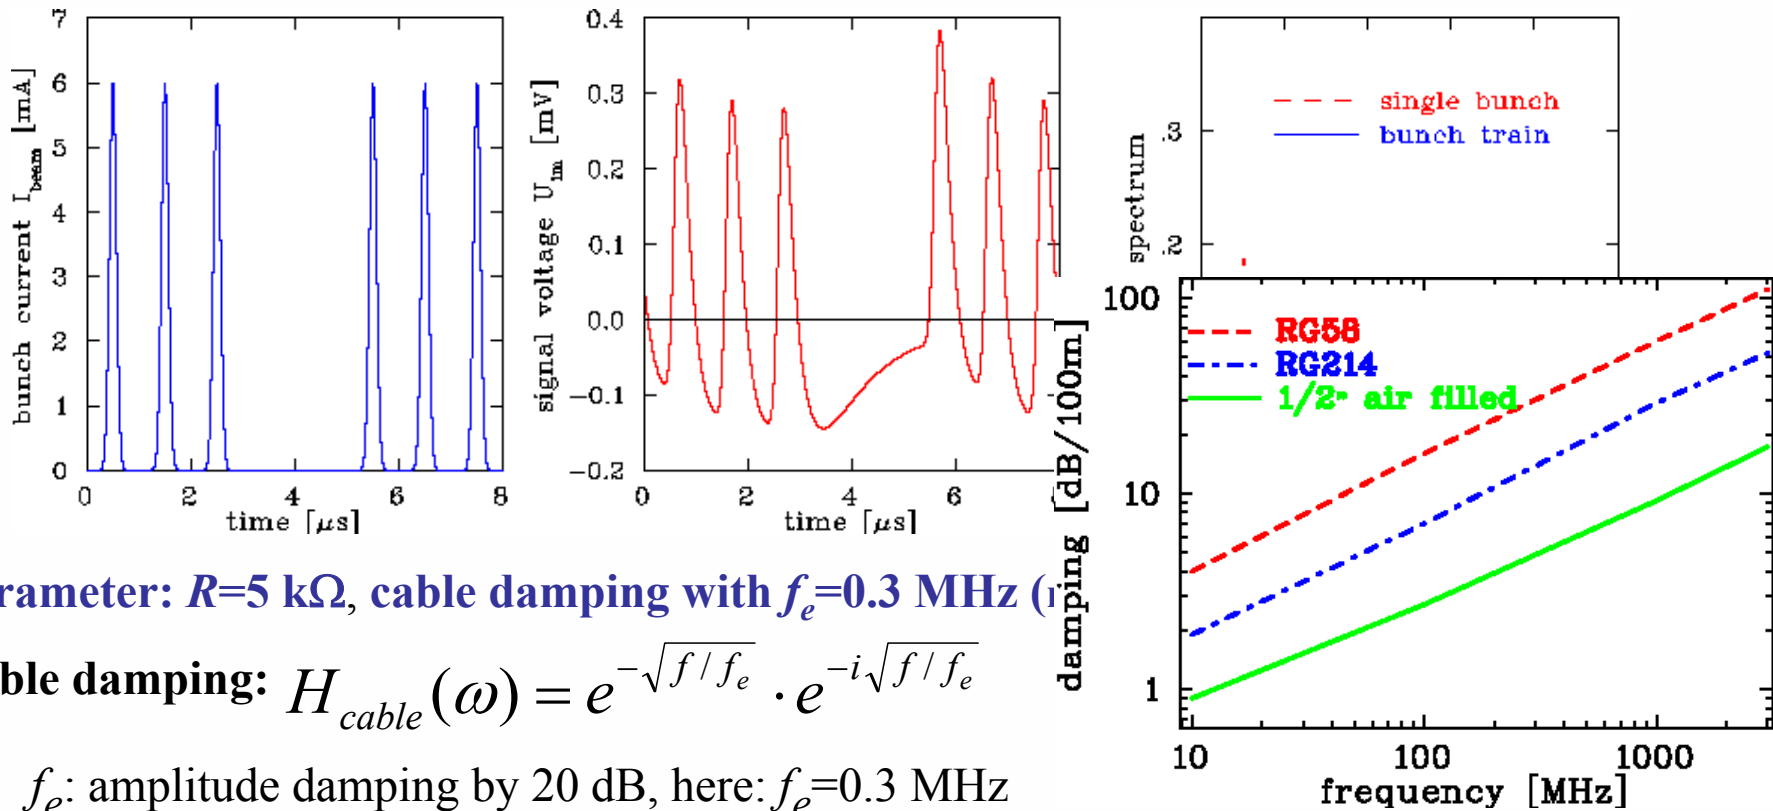 7
6
5
4
3
2
1
0
bunch current I_beam [mA]
0 2 4 6 8
time [μs]
0.4
0.3
0.2
0.1
0.0
-0.1
-0.2
signal voltage U_im [mV]
0 2 4 6
time [μs]
single bunch
bunch train
spectrum
.3
.2
100
10
1
damping [dB/100m]
RG58
RG214
1/2" air filled
10 100 1000
frequency [MHz]
rameter: R=5 kΩ, cable damping with f_e=0.3 MHz (
ble damping: H_cable(ω) = e^{-√(f/f_e)} · e^{-i√(f/f_e)}
f_e: amplitude damping by 20 dB, here: f_e=0.3 MHz